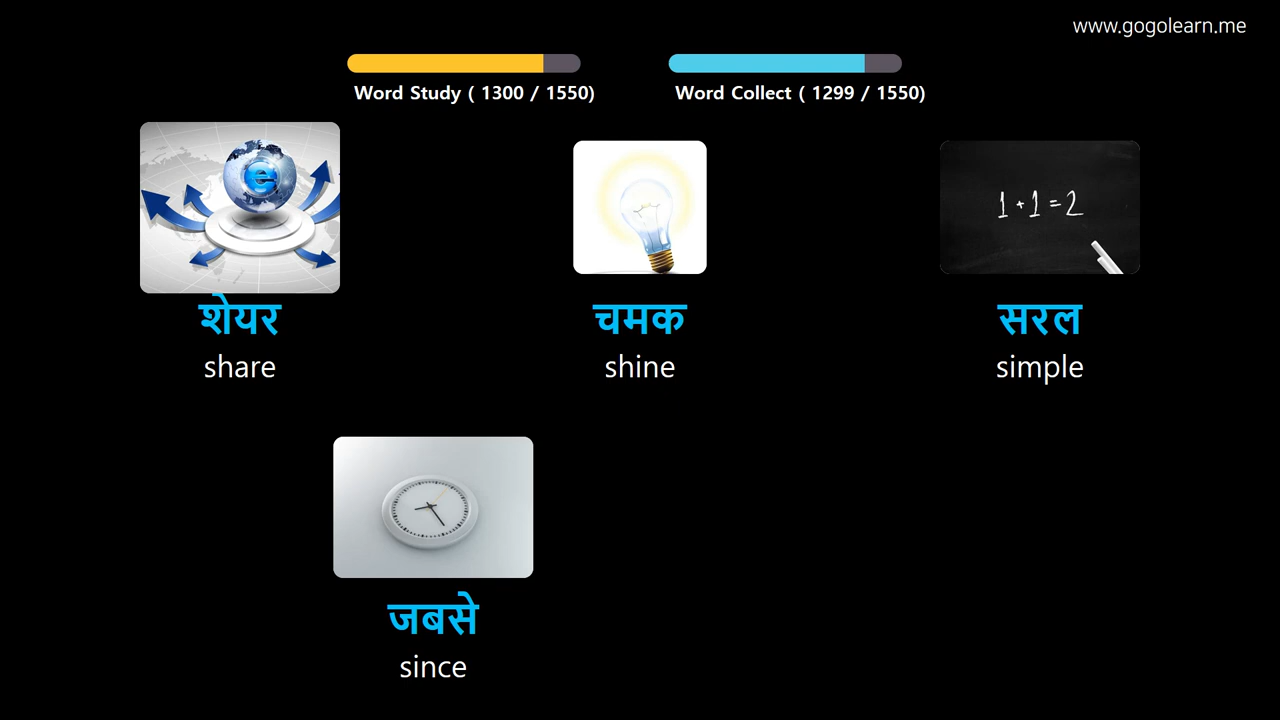 www.gogolearn.me
Word Study ( 1300 / 1550)
Word Collect ( 1299 / 1550)
e
1+1=2
शेयर
चमक
सरल
share
shine
simple
जबसे
since